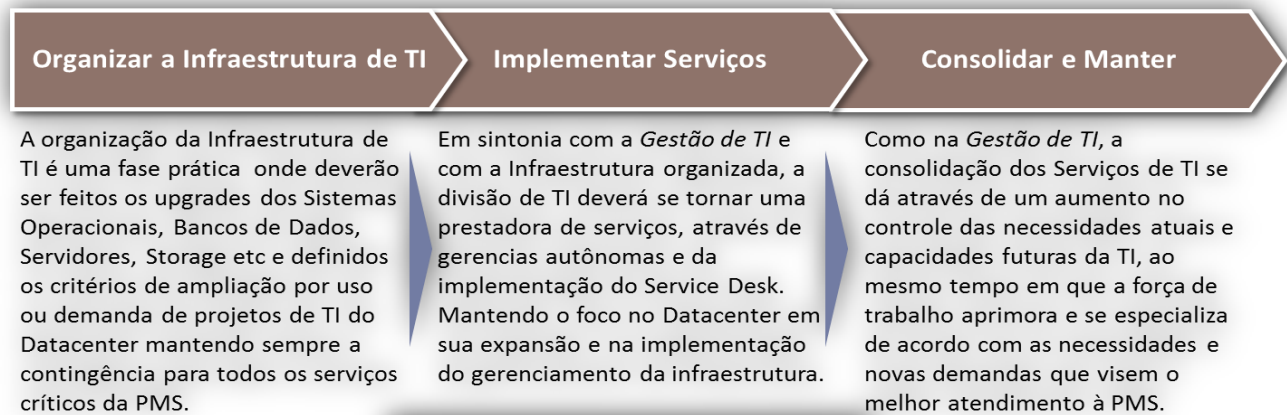 Organizar a Infraestrutura de TI
Implementar Serviços
Consolidar e Manter
A organização da Infraestrutura de
TI é uma fase prática onde deverão
ser feitos os upgrades dos Sistemas
Operacionais, Bancos de Dados,
Servidores, Storage etc e definidos
os critérios de ampliação por uso
ou demanda de projetos de TI do
Datacenter mantendo sempre a
contingência para todos os serviços
críticos da PMS.
Em sintonia com a Gestão de TI e
com a Infraestrutura organizada, a
divisão de TI deverá se tornar uma
prestadora de serviços, através de
gerencias autônomas e da
implementação do Service Desk.
Mantendo o foco no Datacenter em
sua expansão e na implementação
do gerenciamento da infraestrutura.
Como na Gestão de TI, a
consolidação dos Serviços de TI se
dá através de um aumento no
controle das necessidades atuais e
capacidades futuras da TI, ao
mesmo tempo em que a força de
trabalho aprimora e se especializa
de acordo com as necessidades e
novas demandas que visem o
melhor atendimento à PMS.